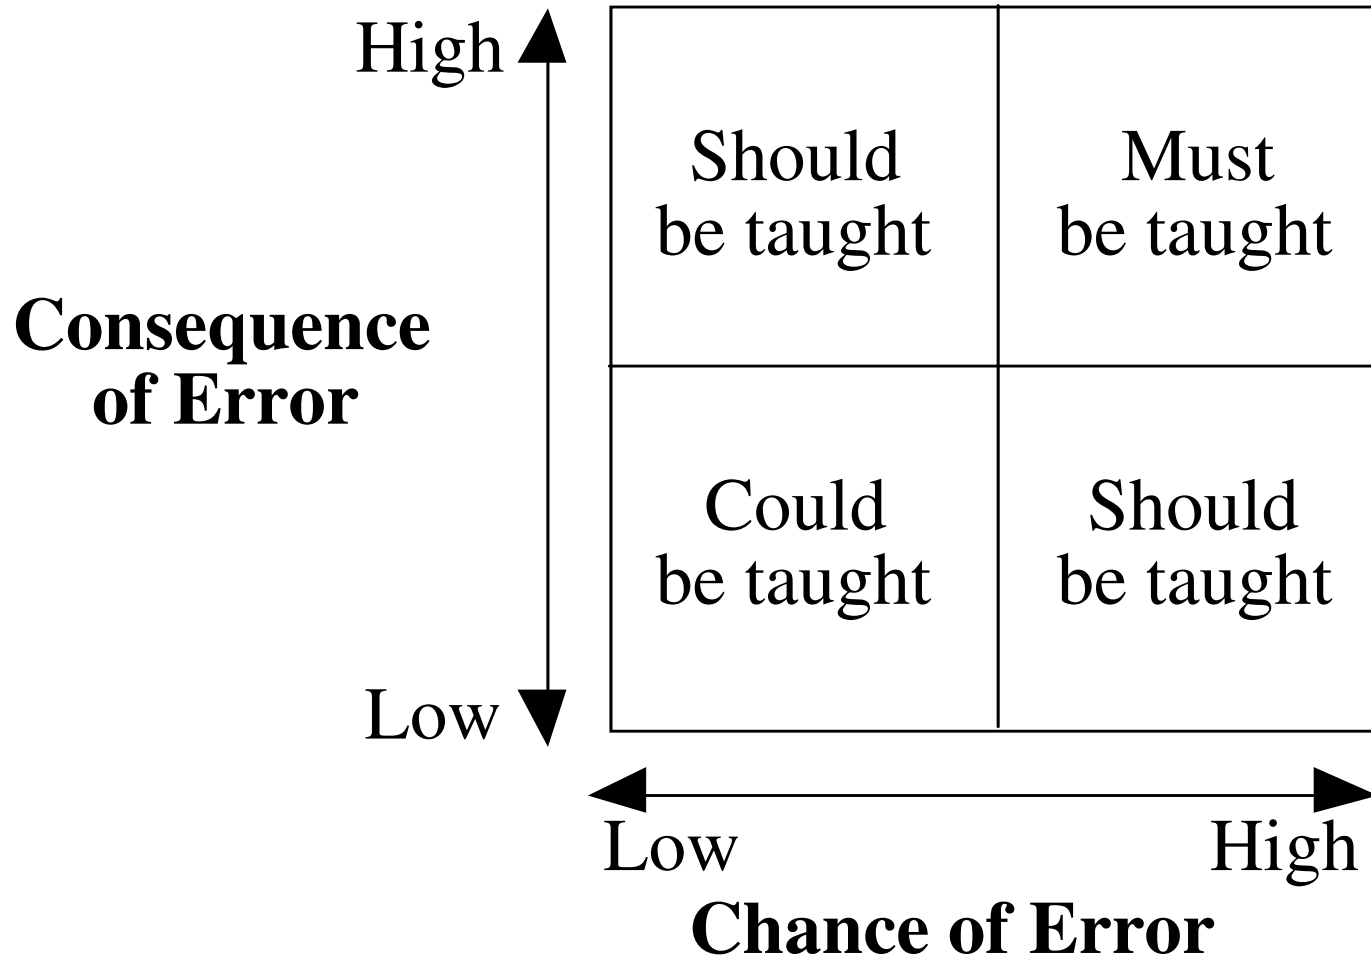 High
Should
be taught
Must
be taught
Consequence
of Error
Could
be taught
Should
be taught
Low
Low
High
Chance of Error